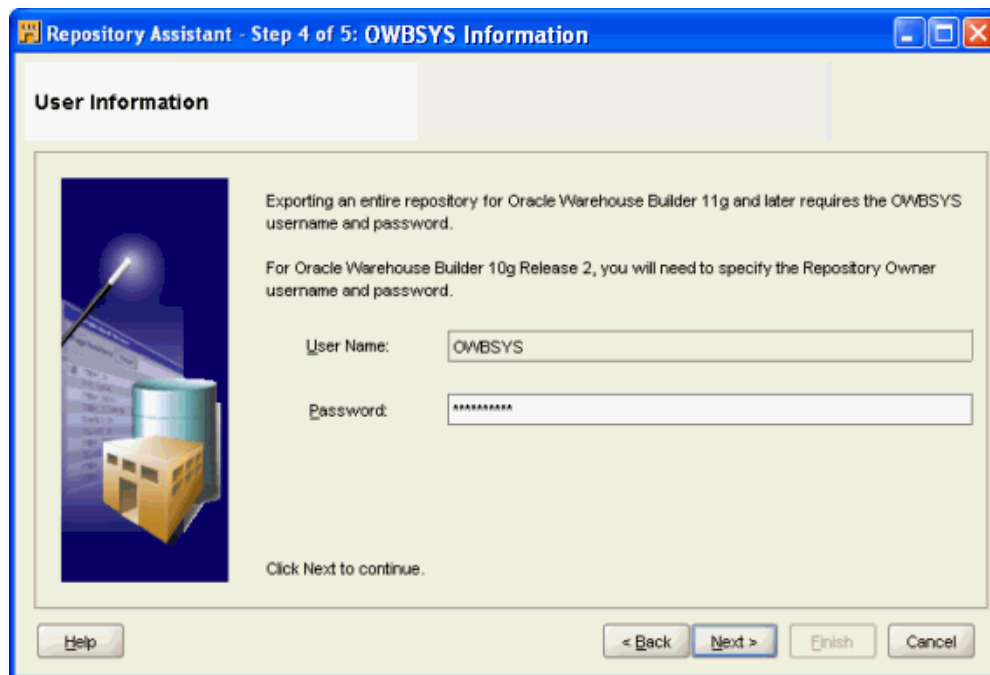 Repository Assistant - Step 4 of 5: OWBSYS Information
User Information
Exporting an entire repository for Oracle Warehouse Builder 11g and later requires the OWBSYS
username and password.
For Oracle Warehouse Builder 10g Release 2, you will need to specify the Repository Owner
username and password.
User Name: OWBSYS
Password: **********
Click Next to continue.
Help < Back Next > Finish Cancel